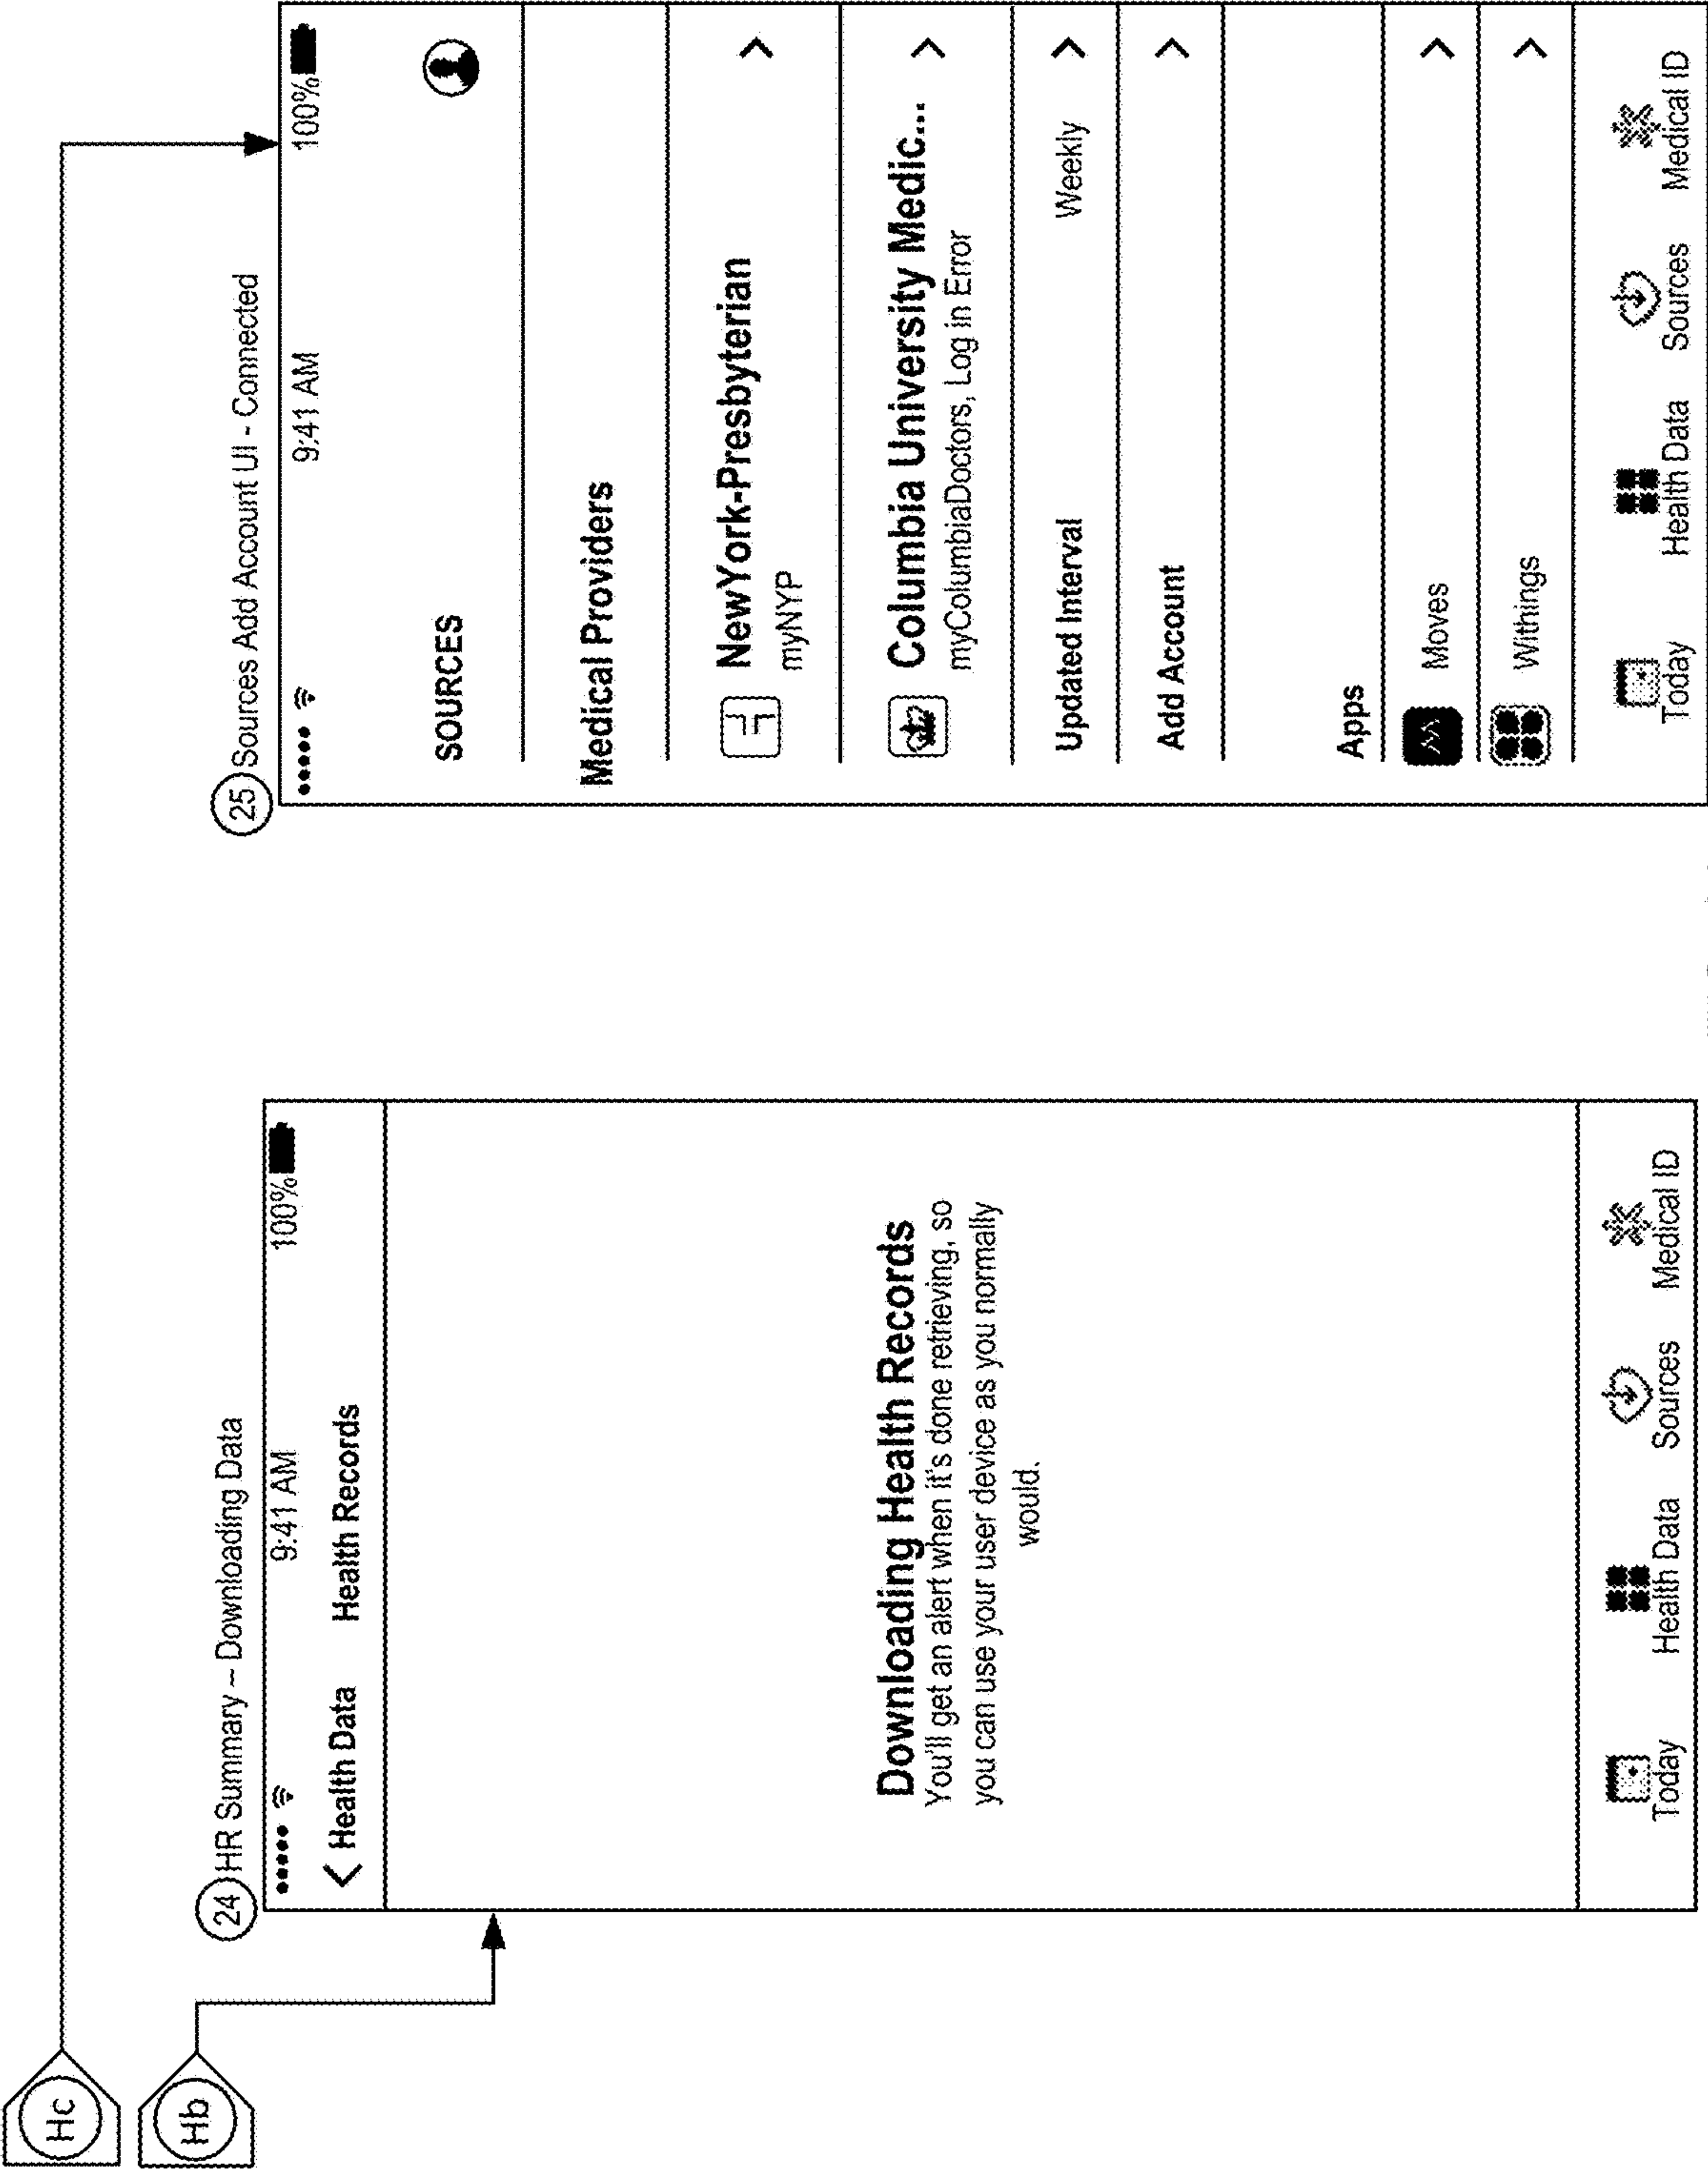 Hc
Hb
24 HR Summary – Downloading Data
9:41 AM 100%
Health Data Health Records
Downloading Health Records
You'll get an alert when it's done retrieving, so
you can use your user device as you normally
would.
Today Health Data Sources Medical ID
25 Sources Add Account UI - Connected
9:41 AM 100%
SOURCES
Medical Providers
NewYork-Presbyterian
myNYP
Columbia University Medic...
myColumbiaDoctors, Log in Error
Updated Interval Weekly
Add Account
Apps
Moves
Withings
Today Health Data Sources Medical ID